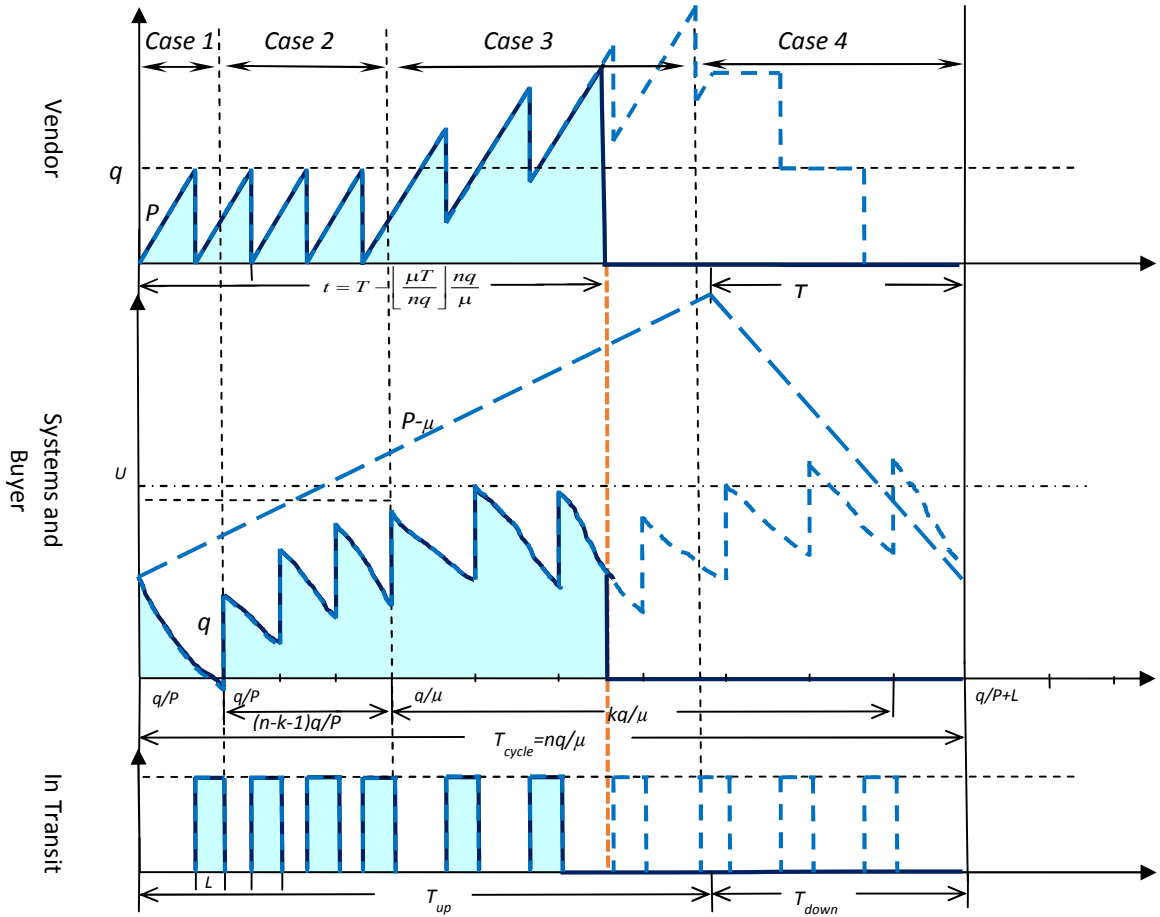 Case 1 Case 2 Case 3 Case 4
Vendor
q
P
t = T − ⌊μT/nq⌋ nq/μ
T
Systems and Buyer
P-μ
U
q
q/P q/P q/μ q/P+L
(n-k-1)q/P kq/μ
T_cycle=nq/μ
In Transit
L
T_up T_down